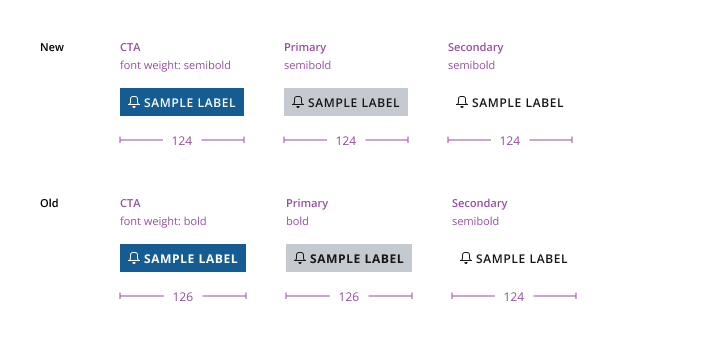 New
CTA
font weight: semibold
Primary
semibold
Secondary
semibold
SAMPLE LABEL
SAMPLE LABEL
SAMPLE LABEL
124
124
124
Old
CTA
font weight: bold
Primary
bold
Secondary
semibold
SAMPLE LABEL
SAMPLE LABEL
SAMPLE LABEL
126
126
124